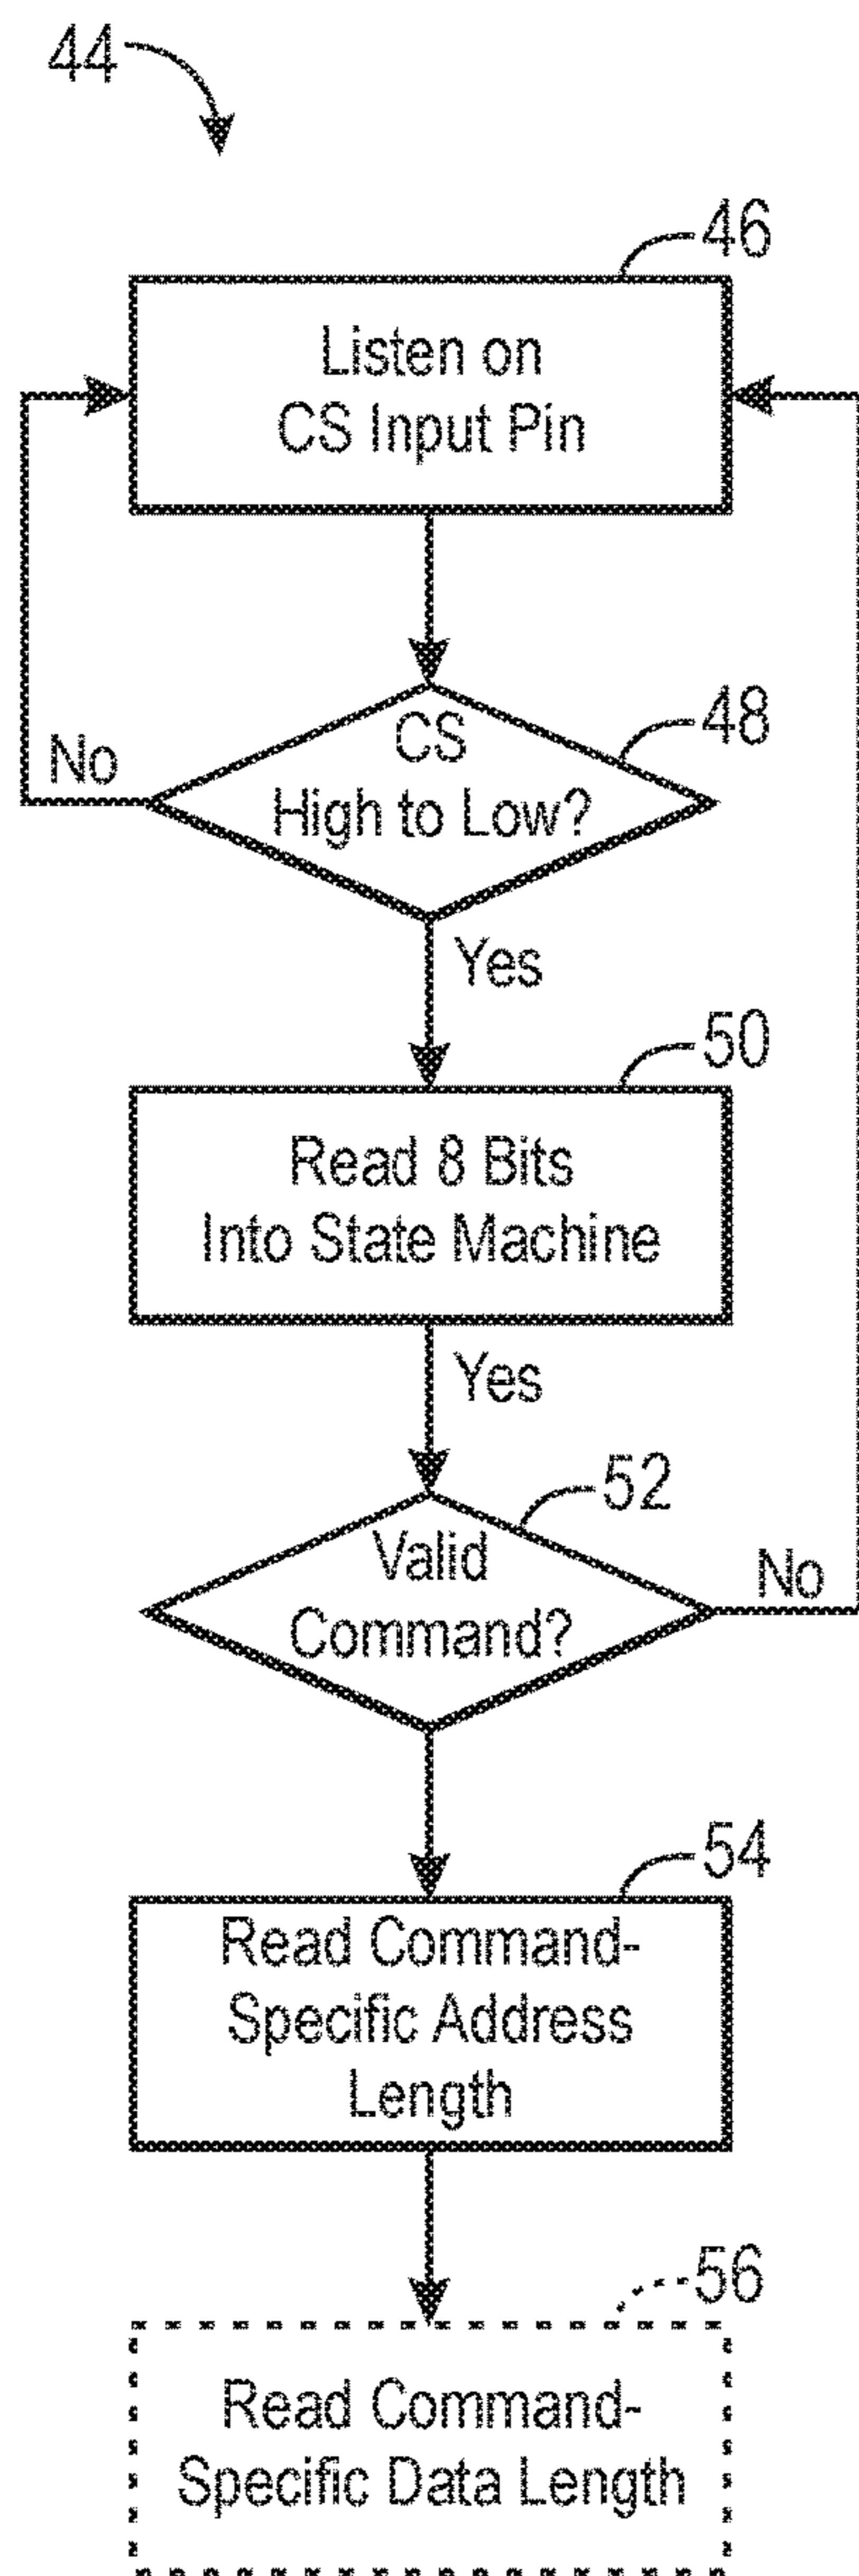 44
46
Listen on
CS Input Pin
48
CS
High to Low?
No
Yes
50
Read 8 Bits
Into State Machine
Yes
52
Valid
Command?
No
54
Read Command-
Specific Address
Length
56
Read Command-
Specific Data Length